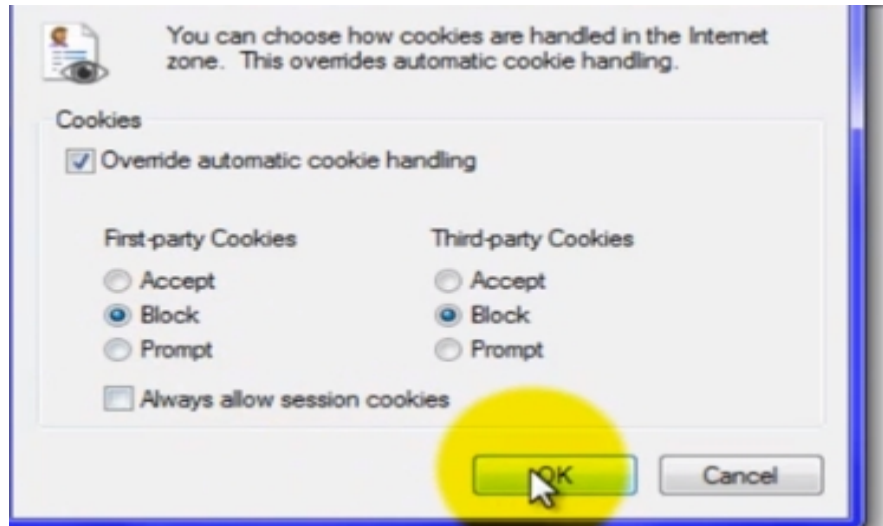 You can choose how cookies are handled in the Internet
zone. This overrides automatic cookie handling.
Cookies
Override automatic cookie handling
First-party Cookies
Third-party Cookies
Accept
Accept
Block
Block
Prompt
Prompt
Always allow session cookies
OK
Cancel